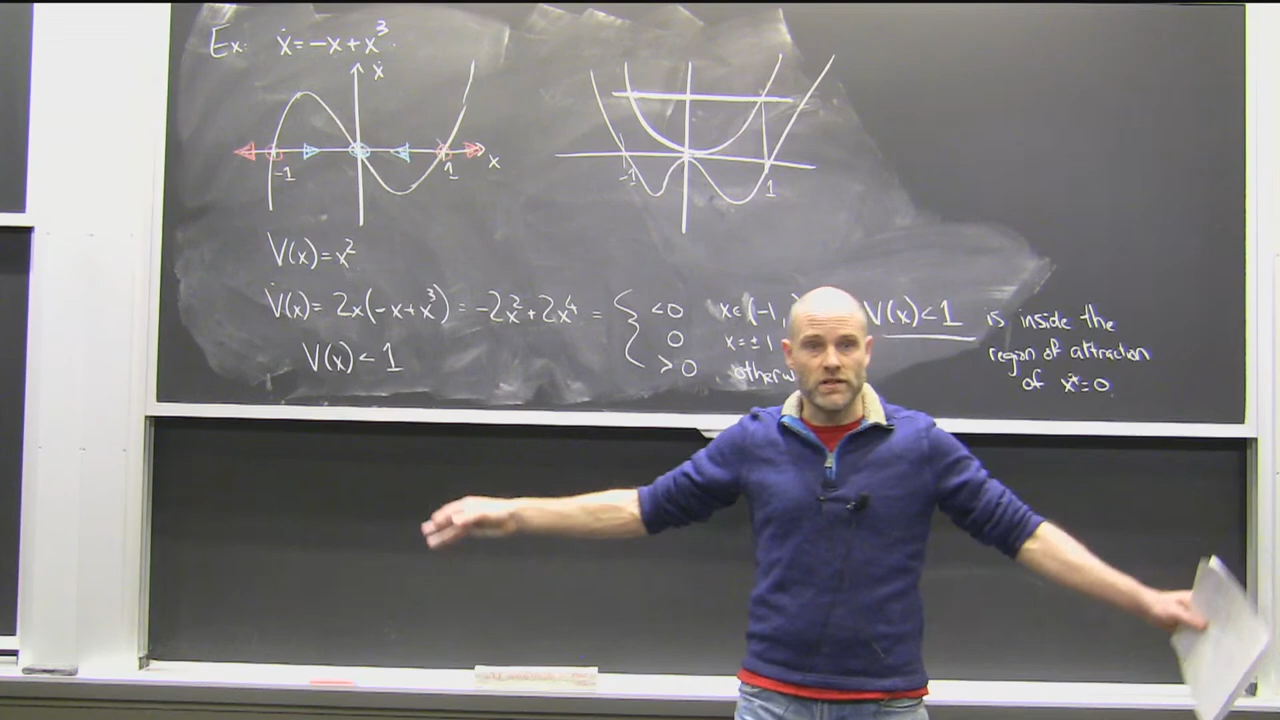 Ex: ẋ = -x + x³
ẋ
x
-1
1
-1
1
V(x) = x²
V̇(x) = 2x(-x+x³) = -2x²+2x⁴ = { <0 x∈(-1,
0 x=±1
>0
V(x) < 1
V(x) < 1 is inside the
region of attraction
of x*=0